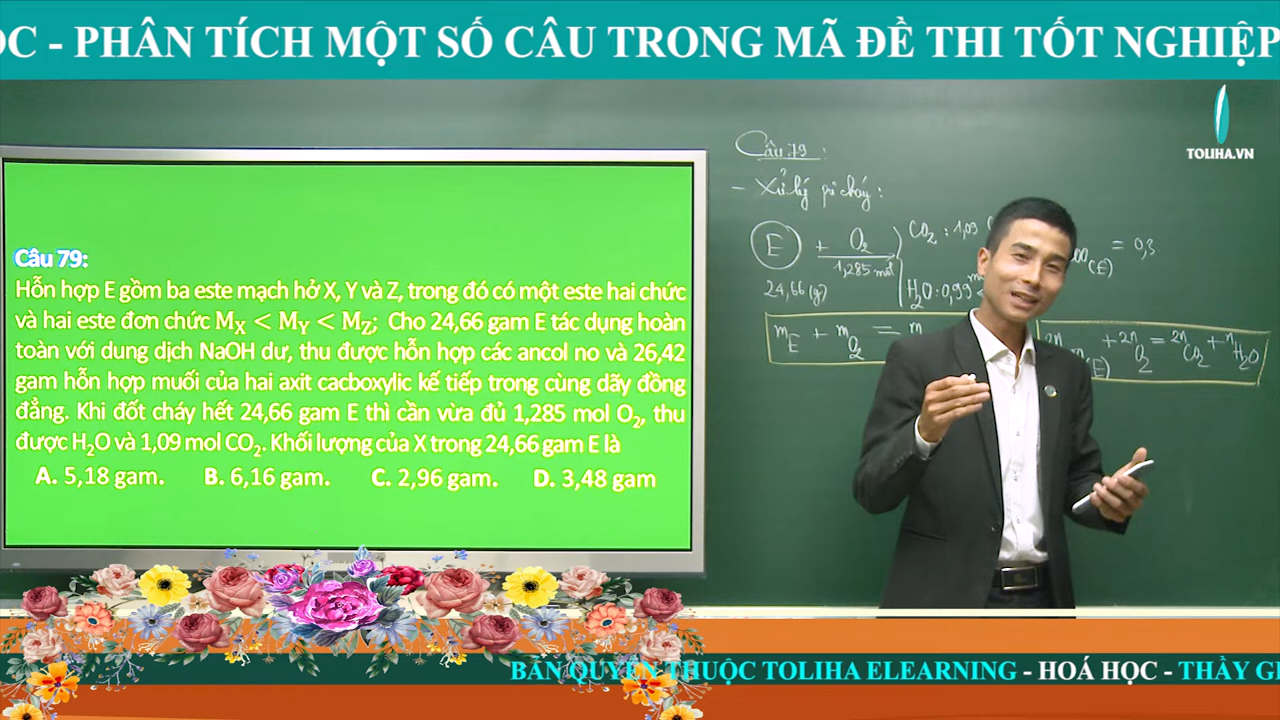 ỌC - PHÂN TÍCH MỘT SỐ CÂU TRONG MÃ ĐỀ THI TỐT NGHIỆP
TOLIHA.VN
Câu 79:
Hỗn hợp E gồm ba este mạch hở X, Y và Z, trong đó có một este hai chức
và hai este đơn chức M_X < M_Y < M_Z; Cho 24,66 gam E tác dụng hoàn
toàn với dung dịch NaOH dư, thu được hỗn hợp các ancol no và 26,42
gam hỗn hợp muối của hai axit cacboxylic kế tiếp trong cùng dãy đồng
đẳng. Khi đốt cháy hết 24,66 gam E thì cần vừa đủ 1,285 mol O₂, thu
được H₂O và 1,09 mol CO₂. Khối lượng của X trong 24,66 gam E là
A. 5,18 gam. B. 6,16 gam. C. 2,96 gam. D. 3,48 gam
Câu 79:
- Xử lý pứ cháy:
E + O₂ CO₂: 1,09 = 0,3
24,66 (g) 1,285 mol H₂O: 0,99
m_E + m_O₂ = m
(E) + 2n_O₂ = 2n_CO₂ + n_H₂O
BẢN QUYỀN THUỘC TOLIHA ELEARNING - HOÁ HỌC - THẦY GI